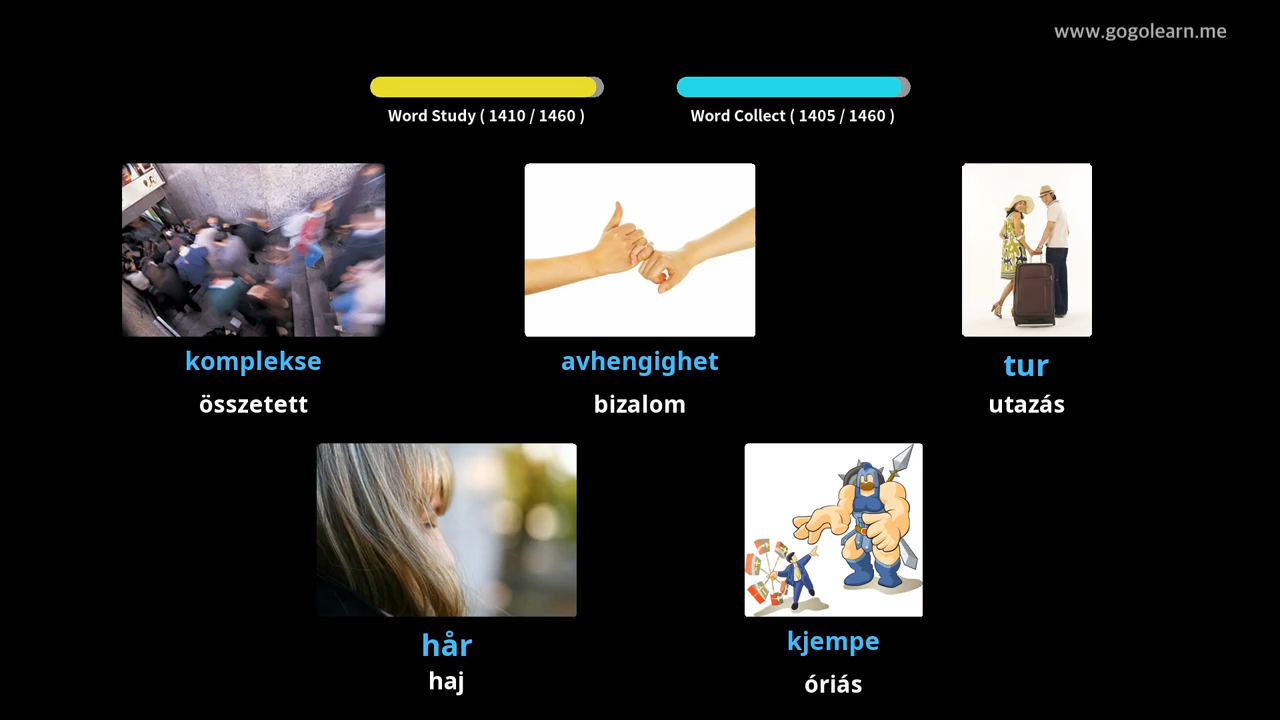 www.gogolearn.me
Word Study ( 1410 / 1460 )
Word Collect ( 1405 / 1460 )
komplekse
összetett
avhengighet
bizalom
tur
utazás
hår
haj
kjempe
óriás